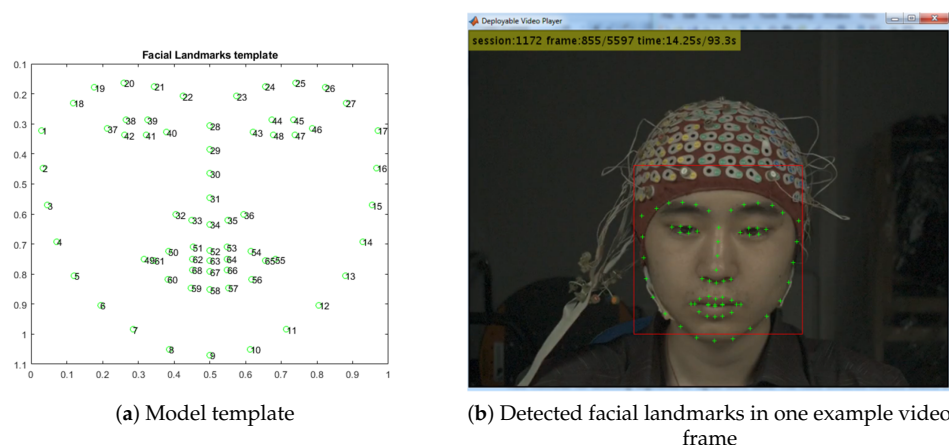 Facial Landmarks template
0.1
0.2
0.3
0.4
0.5
0.6
0.7
0.8
0.9
1
1.1
0 0.1 0.2 0.3 0.4 0.5 0.6 0.7 0.8 0.9 1
20 25
19 21 24 26
22 23
18 27
38 39 44 45
1 37 40 28 43 46 17
42 41 48 47
29
2 30 16
31
3 15
32 36
33 34 35
4 14
50 51 52 53 54
49 61 62 63 64 65 55
5 68 67 66 13
60 56
59 58 57
6 12
7 11
8 9 10
(a) Model template
Deployable Video Player
session:1172 frame:855/5597 time:14.25s/93.3s
(b) Detected facial landmarks in one example video
frame